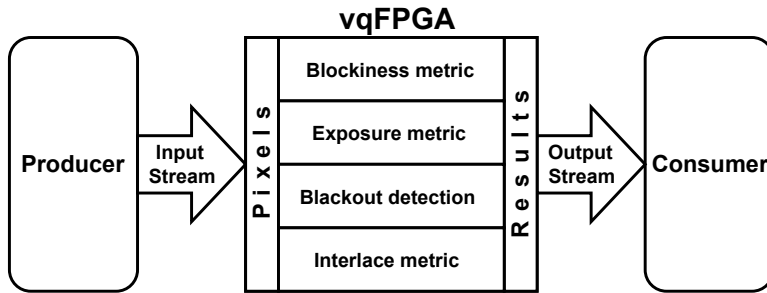 vqFPGA
Producer
Input
Stream
Pixels
Blockiness metric
Exposure metric
Blackout detection
Interlace metric
Results
Output
Stream
Consumer